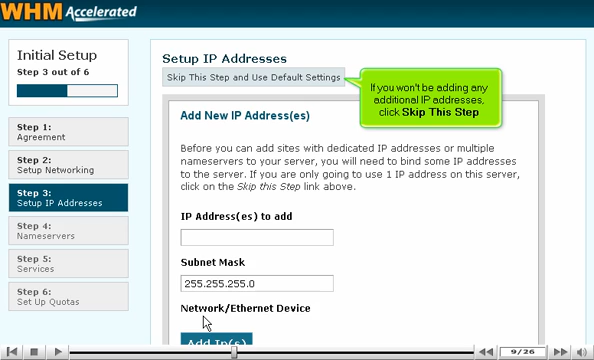 WHM Accelerated
Initial Setup
Step 3 out of 6
Step 1:
Agreement
Step 2:
Setup Networking
Step 3:
Setup IP Addresses
Step 4:
Nameservers
Step 5:
Services
Step 6:
Set Up Quotas
Setup IP Addresses
Skip This Step and Use Default Settings
If you won't be adding any
additional IP addresses,
click Skip This Step
Add New IP Address(es)
Before you can add sites with dedicated IP addresses or multiple
nameservers to your server, you will need to bind some IP addresses
to the server. If you are only going to use 1 IP address on this server,
click on the Skip this Step link above.
IP Address(es) to add
Subnet Mask
255.255.255.0
Network/Ethernet Device
Add Ip(s)
9/26